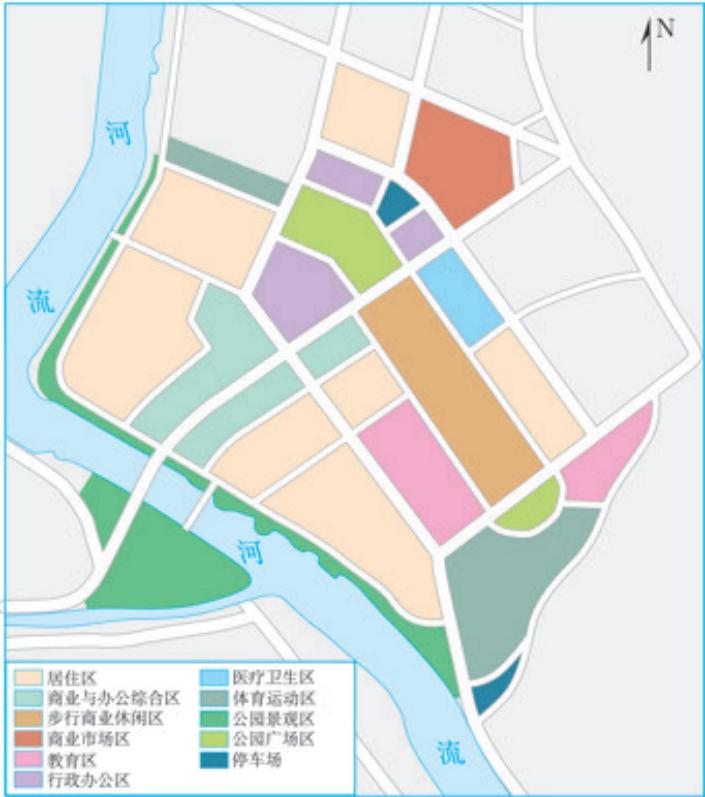 N
河
流
河
流
居住区
商业与办公综合区
步行商业休闲区
商业市场区
教育区
行政办公区
医疗卫生区
体育运动区
公园景观区
公园广场区
停车场